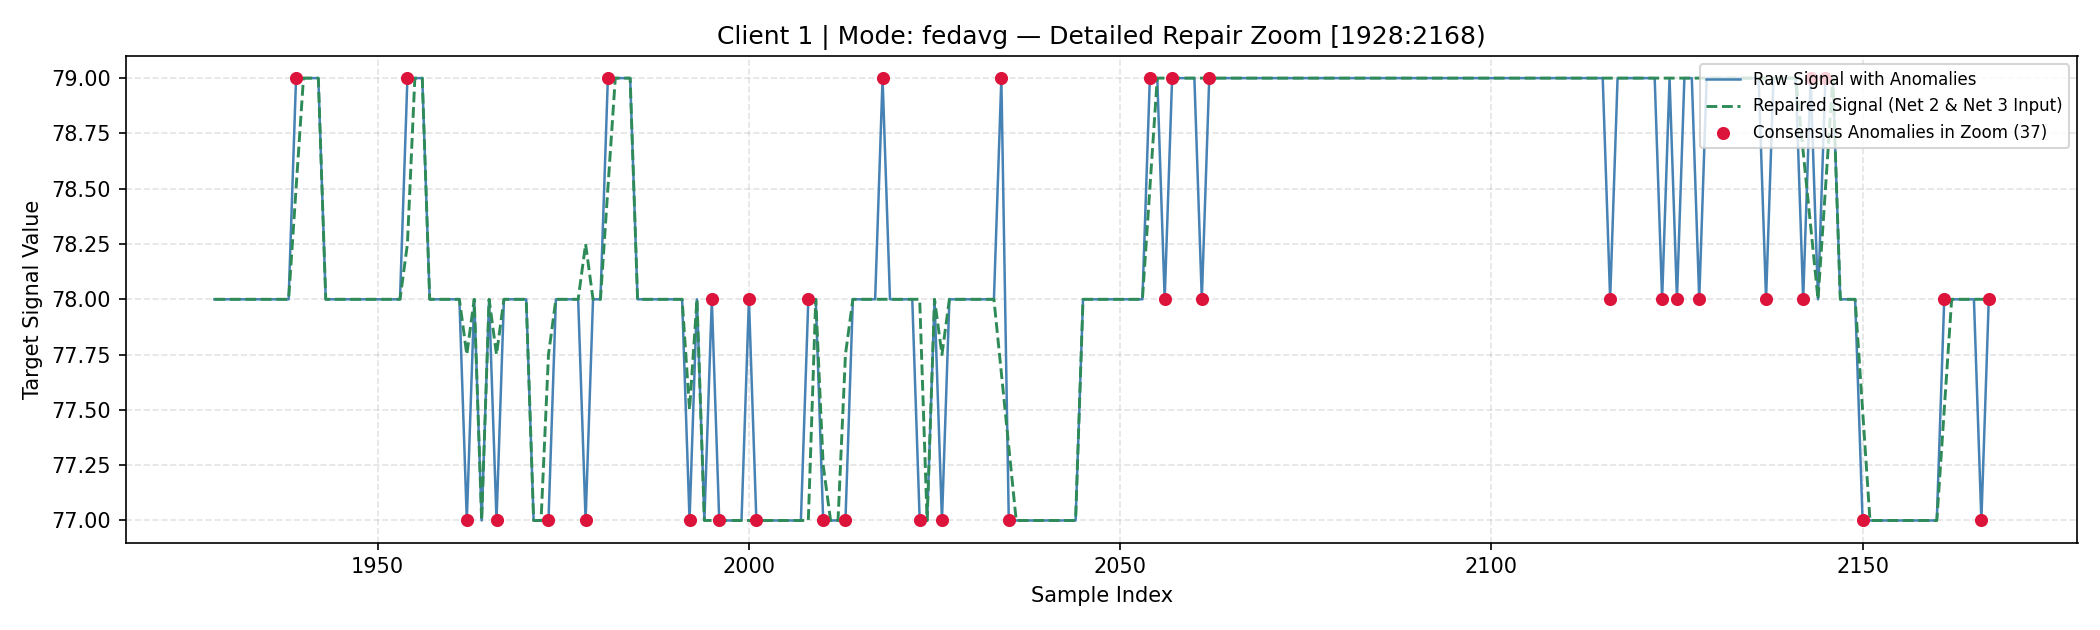 Client 1 | Mode: fedavg — Detailed Repair Zoom [1928:2168)
Target Signal Value
79.00
78.75
78.50
78.25
78.00
77.75
77.50
77.25
77.00
Raw Signal with Anomalies
Repaired Signal (Net 2 & Net 3 Input)
Consensus Anomalies in Zoom (37)
1950
2000
2050
2100
2150
Sample Index